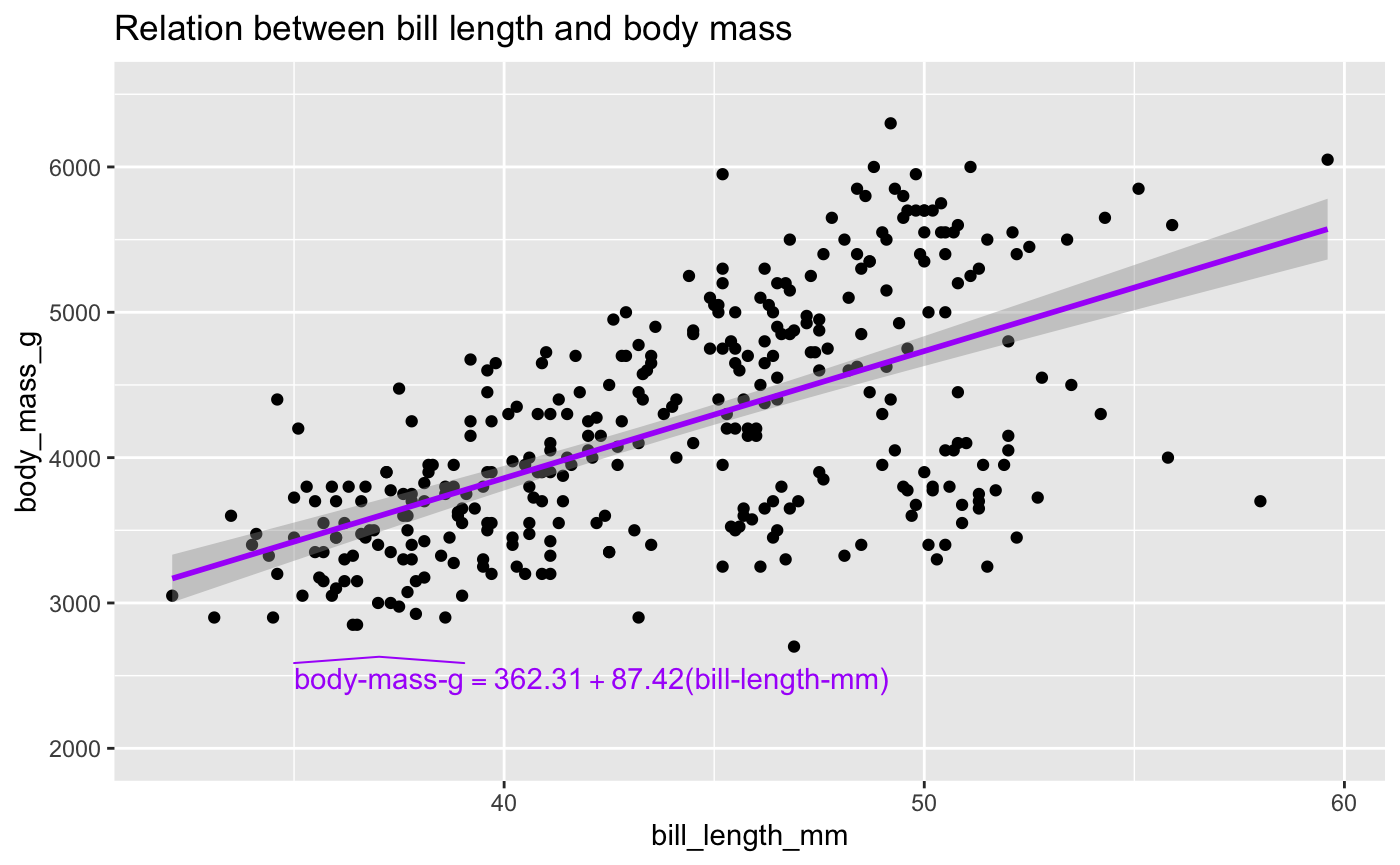 Relation between bill length and body mass
body_mass_g
6000
5000
4000
3000
2000
body-mass-g = 362.31 + 87.42(bill-length-mm)
40 50 60
bill_length_mm